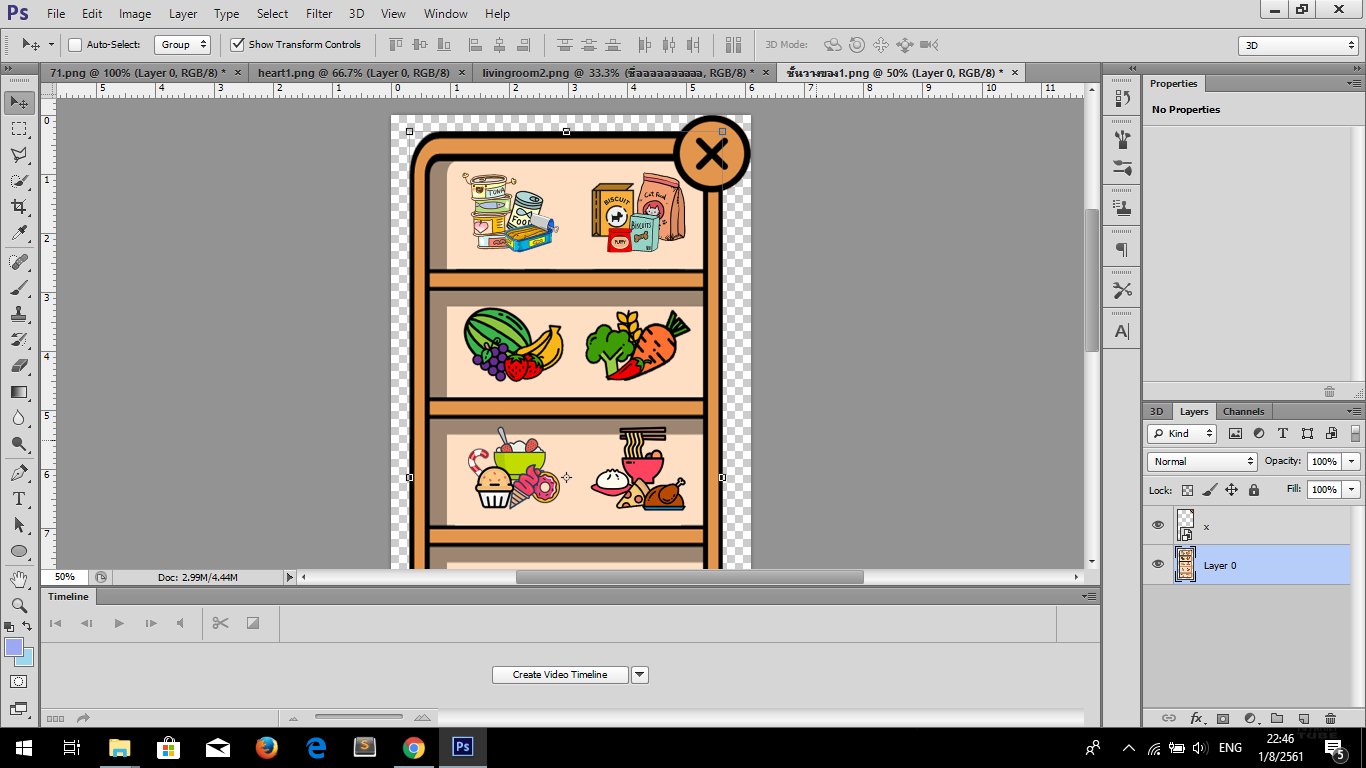 Ps File Edit Image Layer Type Select Filter 3D View Window Help
Auto-Select: Group Show Transform Controls 3D Mode: 3D
71.png @ 100% (Layer 0, RGB/8) * × heart1.png @ 66.7% (Layer 0, RGB/8) × livingroom2.png @ 33.3% (ชื่อออออออออออ, RGB/8) * × ชั้นวางของ1.png @ 50% (Layer 0, RGB/8) * ×
5 4 3 2 1 0 1 2 3 4 5 6 7 8 9 10 11
0
1
2
3
4
5
6
7
TUNA
FOOD
BISCUIT
Cat Food
BISCUITS
PUPPY
Properties
No Properties
3D Layers Channels
Kind
Normal Opacity: 100%
Lock: Fill: 100%
x
Layer 0
fx
50% Doc: 2.99M/4.44M
Timeline
Create Video Timeline
Ps ENG 22:46
1/8/2561
5